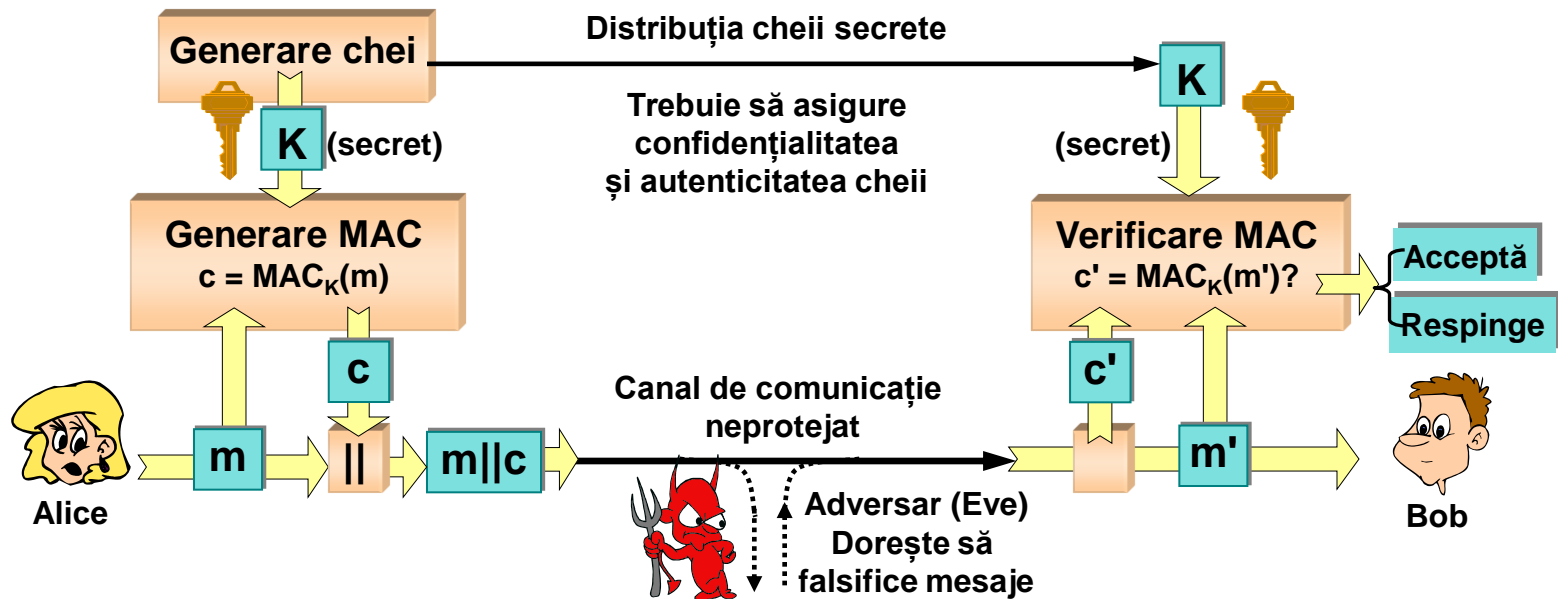 Generare chei
Distribuția cheii secrete
K
K
(secret)
Trebuie să asigure
confidențialitatea
și autenticitatea cheii
(secret)
Generare MAC
c = MACK(m)
Verificare MAC
c' = MACK(m')?
Acceptă
Respinge
c
c'
Canal de comunicație
neprotejat
m
||
m||c
m'
Alice
Adversar (Eve)
Dorește să
falsifice mesaje
Bob